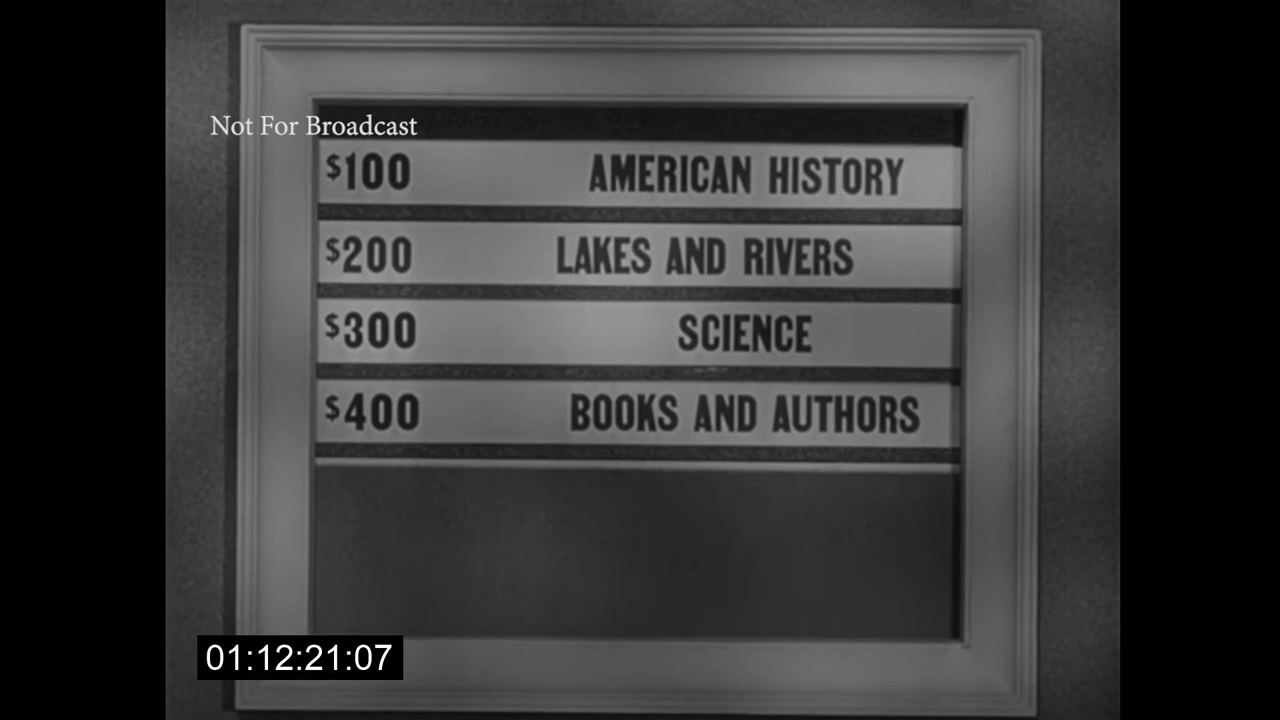 Not For Broadcast
$100 AMERICAN HISTORY
$200 LAKES AND RIVERS
$300 SCIENCE
$400 BOOKS AND AUTHORS
01:12:21:07